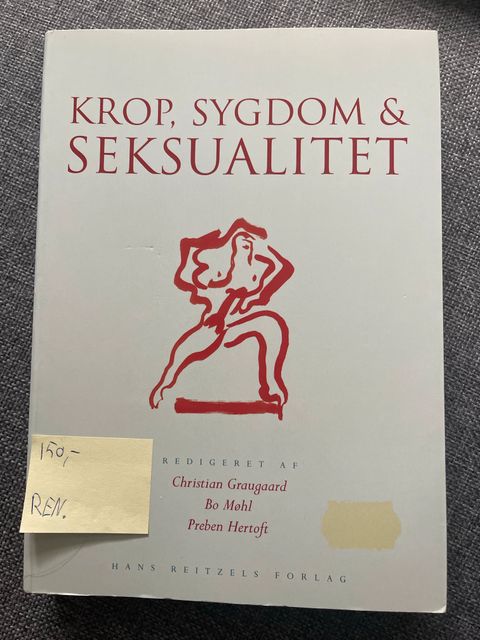 KROP, SYGDOM &
SEKSUALITET
REDIGERET AF
Christian Graugaard
Bo Møhl
Preben Hertoft
HANS REITZELS FORLAG
150,-
REN.